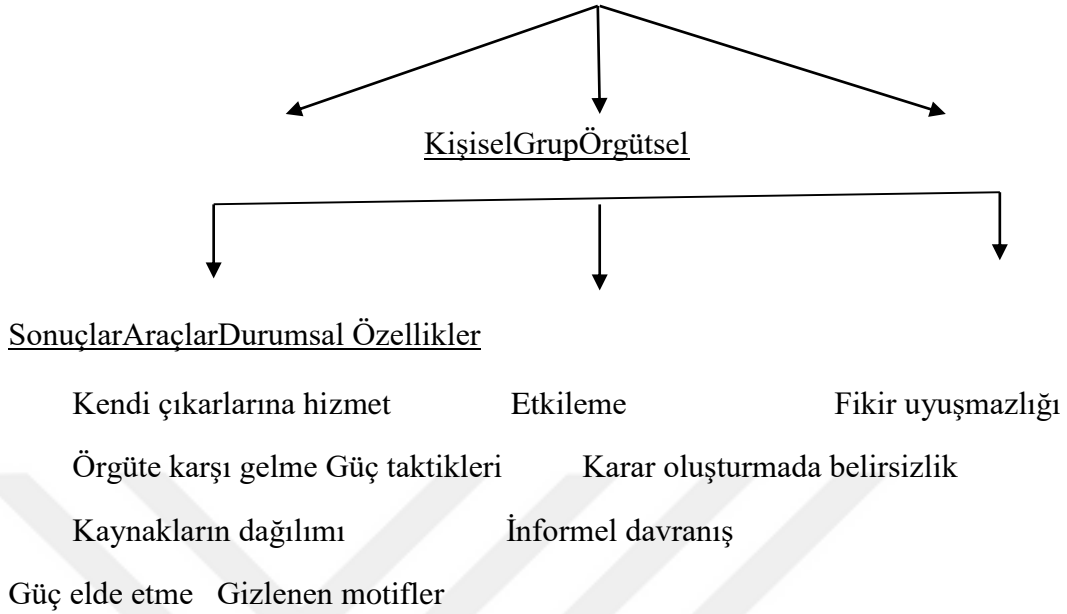 KişiselGrupÖrgütsel
SonuçlarAraçlarDurumsal Özellikler
Kendi çıkarlarına hizmet Etkileme Fikir uyuşmazlığı
Örgüte karşı gelme Güç taktikleri Karar oluşturmada belirsizlik
Kaynakların dağılımı İnformel davranış
Güç elde etme Gizlenen motifler